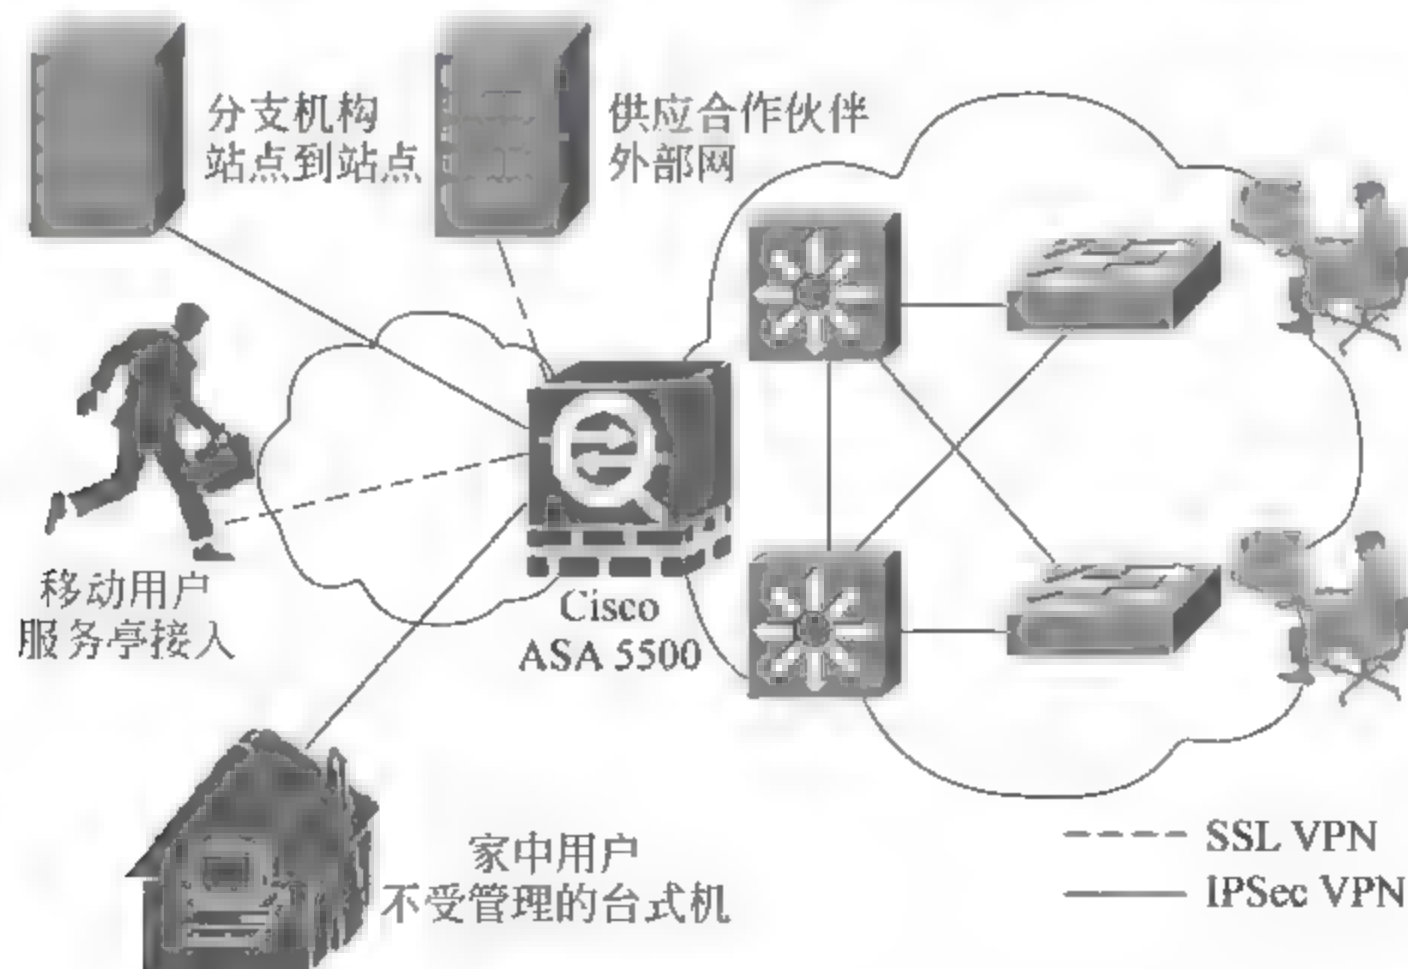 分支机构
站点到站点
供应合作伙伴
外部网
移动用户
服务亭接入
Cisco
ASA 5500
家中用户
不受管理的台式机
SSL VPN
IPSec VPN